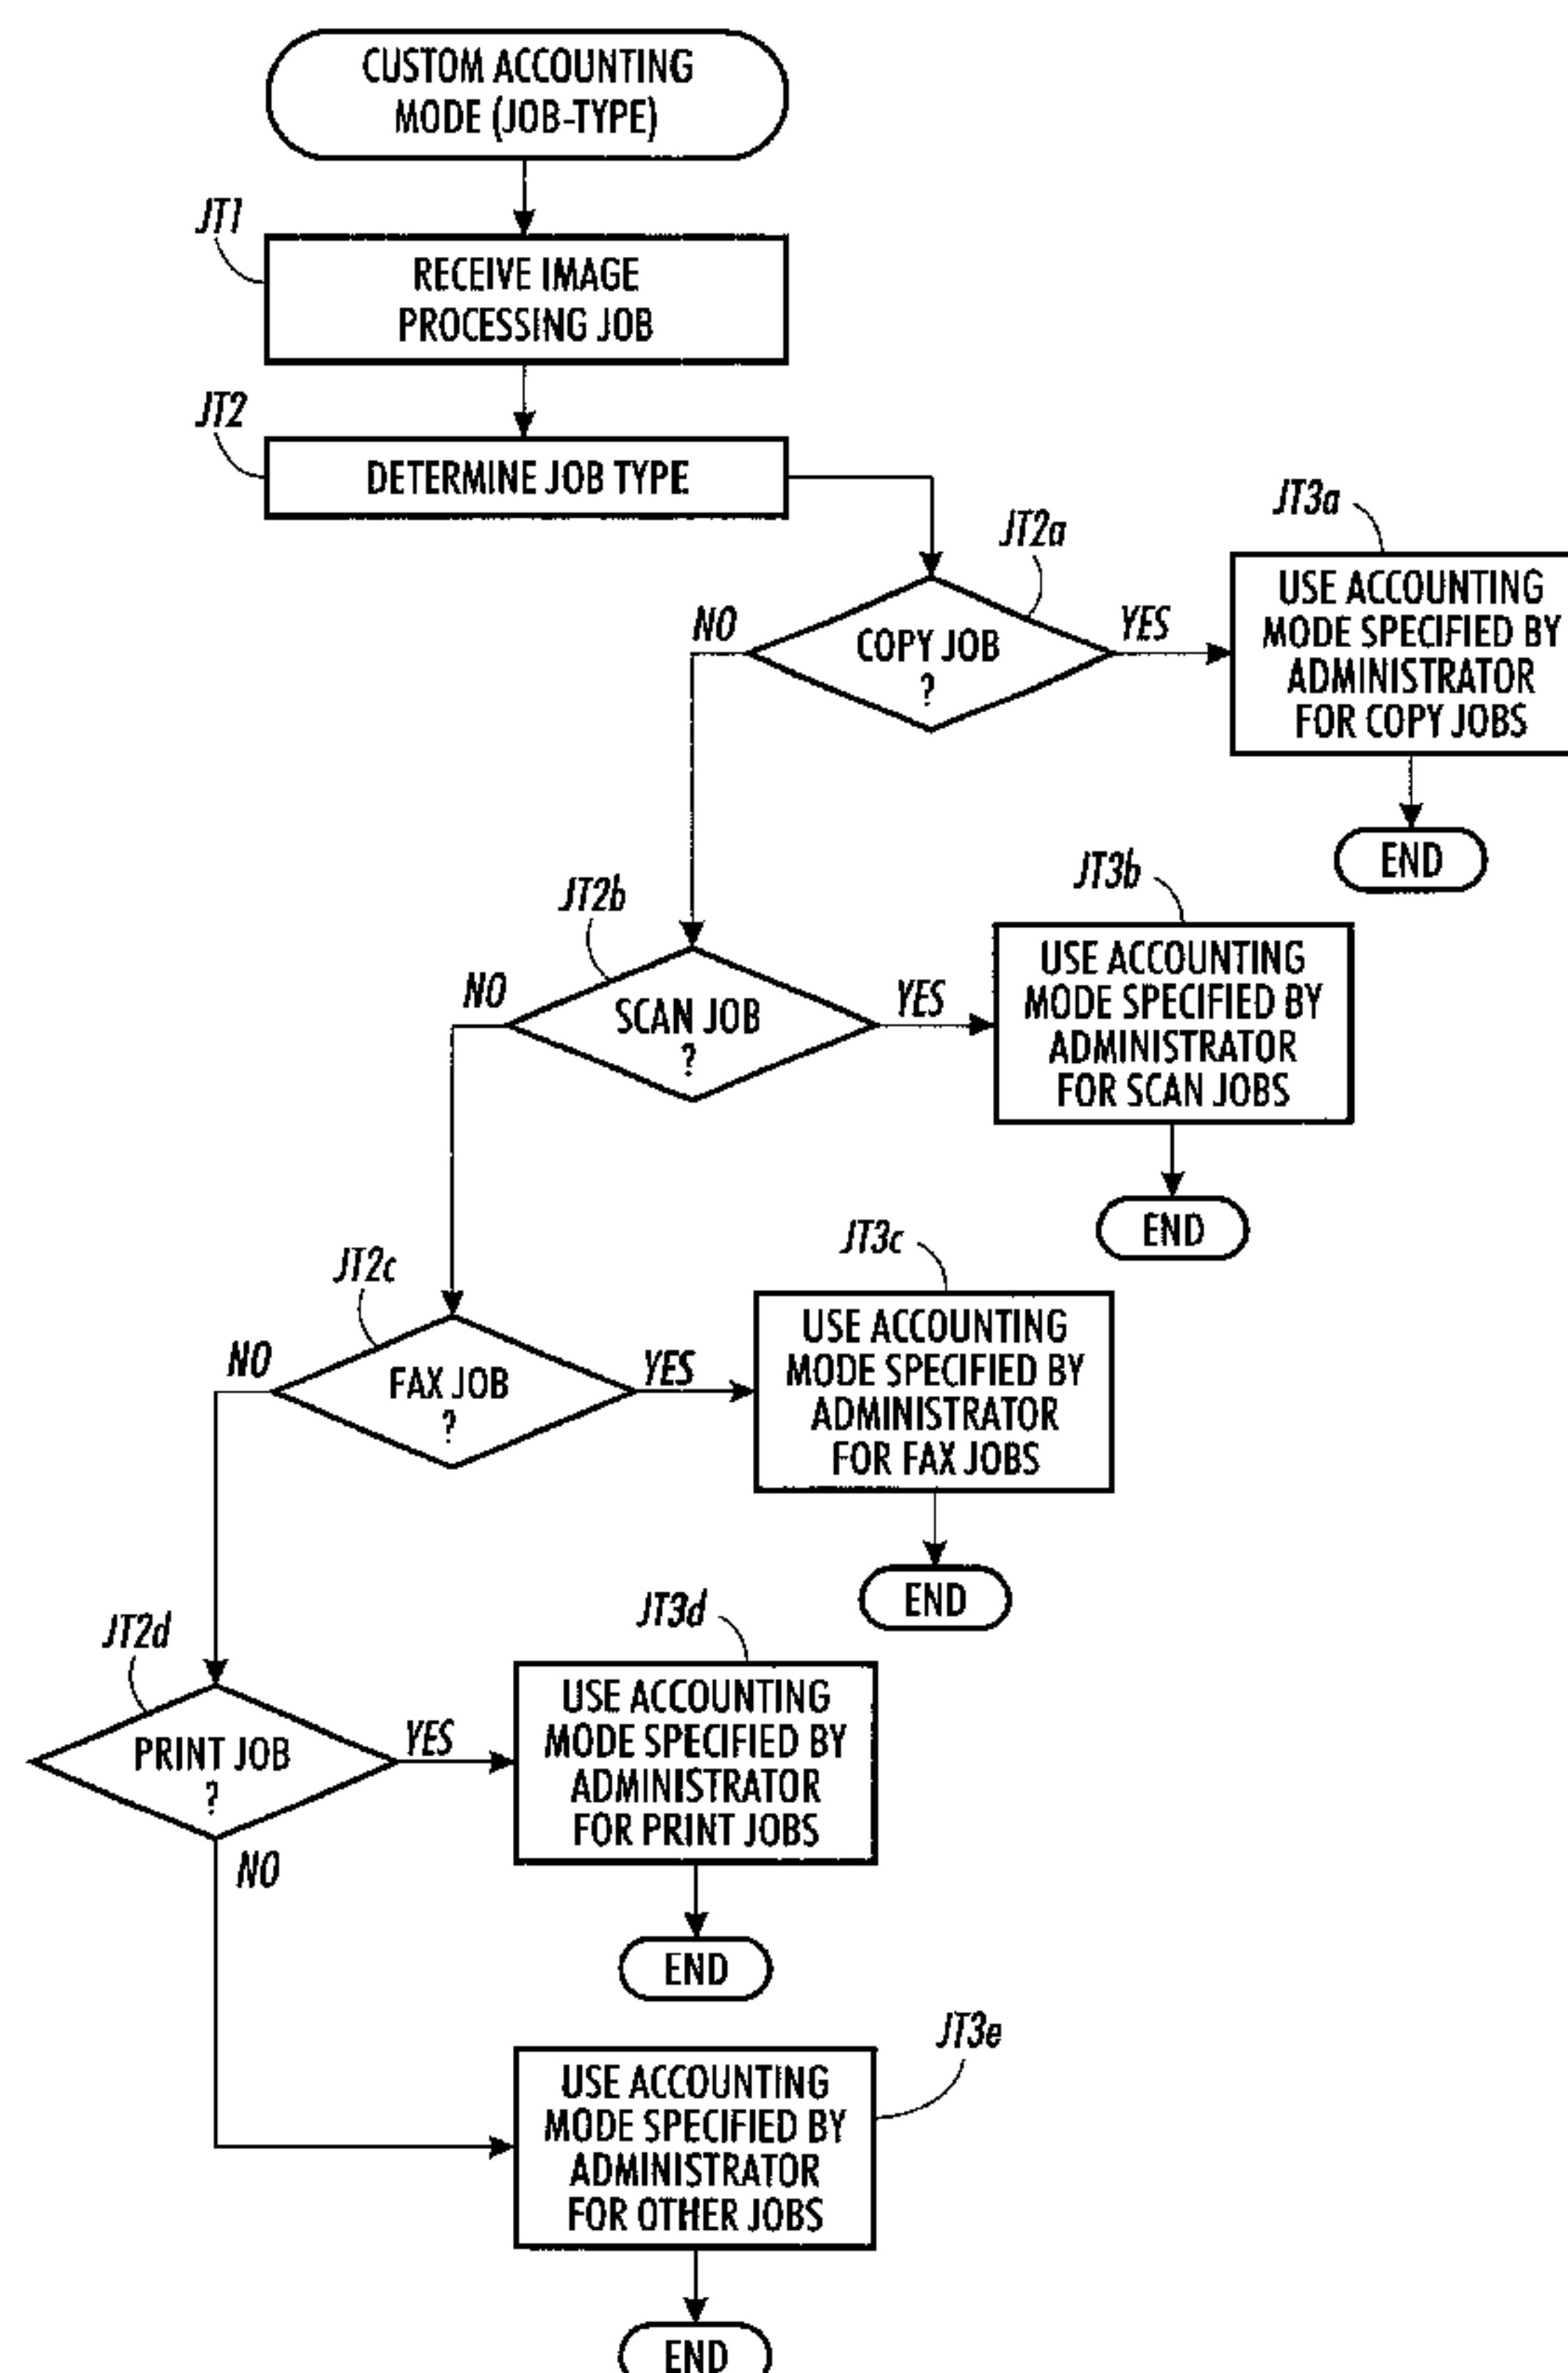 CUSTOM ACCOUNTING
MODE (JOB-TYPE)
JT1
RECEIVE IMAGE
PROCESSING JOB
JT2
DETERMINE JOB TYPE
JT2a
JT3a
NO
COPY JOB
?
YES
USE ACCOUNTING
MODE SPECIFIED BY
ADMINISTRATOR
FOR COPY JOBS
END
JT2b
JT3b
NO
SCAN JOB
?
YES
USE ACCOUNTING
MODE SPECIFIED BY
ADMINISTRATOR
FOR SCAN JOBS
END
JT2c
JT3c
NO
FAX JOB
?
YES
USE ACCOUNTING
MODE SPECIFIED BY
ADMINISTRATOR
FOR FAX JOBS
END
JT2d
JT3d
PRINT JOB
?
YES
NO
USE ACCOUNTING
MODE SPECIFIED BY
ADMINISTRATOR
FOR PRINT JOBS
END
JT3e
USE ACCOUNTING
MODE SPECIFIED BY
ADMINISTRATOR
FOR OTHER JOBS
END